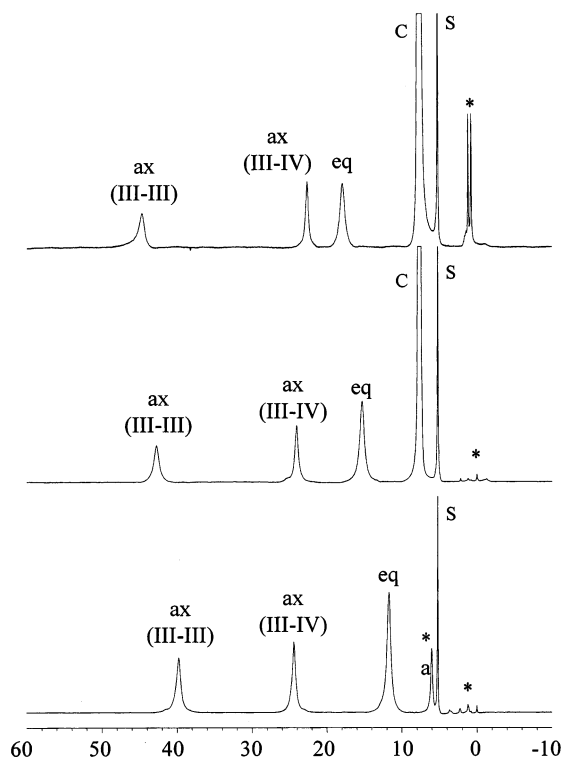 C S
*
ax
(III-IV) eq
ax
(III-III)
C S
ax
(III-III)
ax
(III-IV)
eq
*
S
eq
ax
(III-III)
ax
(III-IV)
*
a
*
60 50 40 30 20 10 0 -10